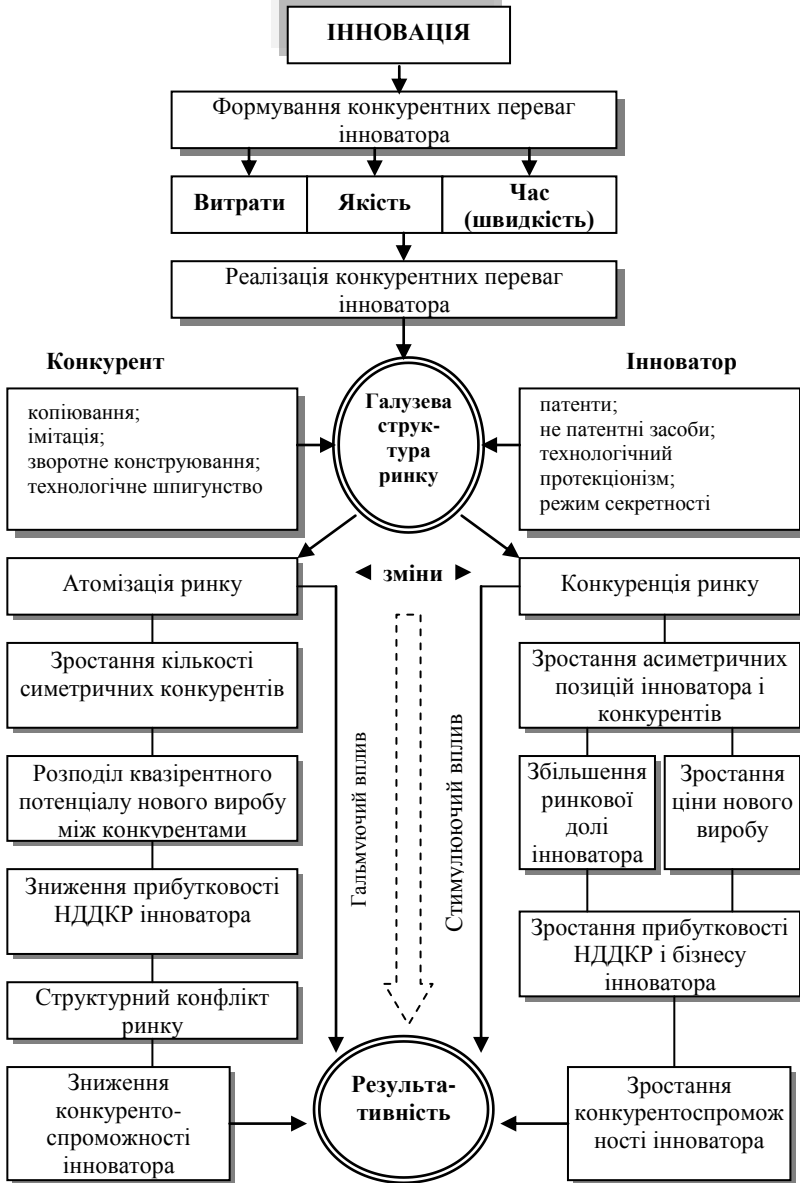 ІННОВАЦІЯ
Формування конкурентних переваг
інноватора
Витрати
Якість
Час
(швидкість)
Реалізація конкурентних переваг
інноватора
Конкурент
Інноватор
копіювання;
імітація;
зворотне конструювання;
технологічне шпигунство
Галузева
струк-
тура
ринку
патенти;
не патентні засоби;
технологічний
протекціонізм;
режим секретності
Атомізація ринку
зміни
Конкуренція ринку
Зростання кількості
симетричних конкурентів
Зростання асиметричних
позицій інноватора і
конкурентів
Розподіл квазірентного
потенціалу нового виробу
між конкурентами
Гальмуючий вплив
Стимулюючий вплив
Збільшення
ринкової
долі
інноватора
Зростання
ціни нового
виробу
Зниження прибутковості
НДДКР інноватора
Зростання прибутковості
НДДКР і бізнесу
інноватора
Структурний конфлікт
ринку
Зниження
конкуренто-
спроможності
інноватора
Результа-
тивність
Зростання
конкурентоспромож
ності інноватора